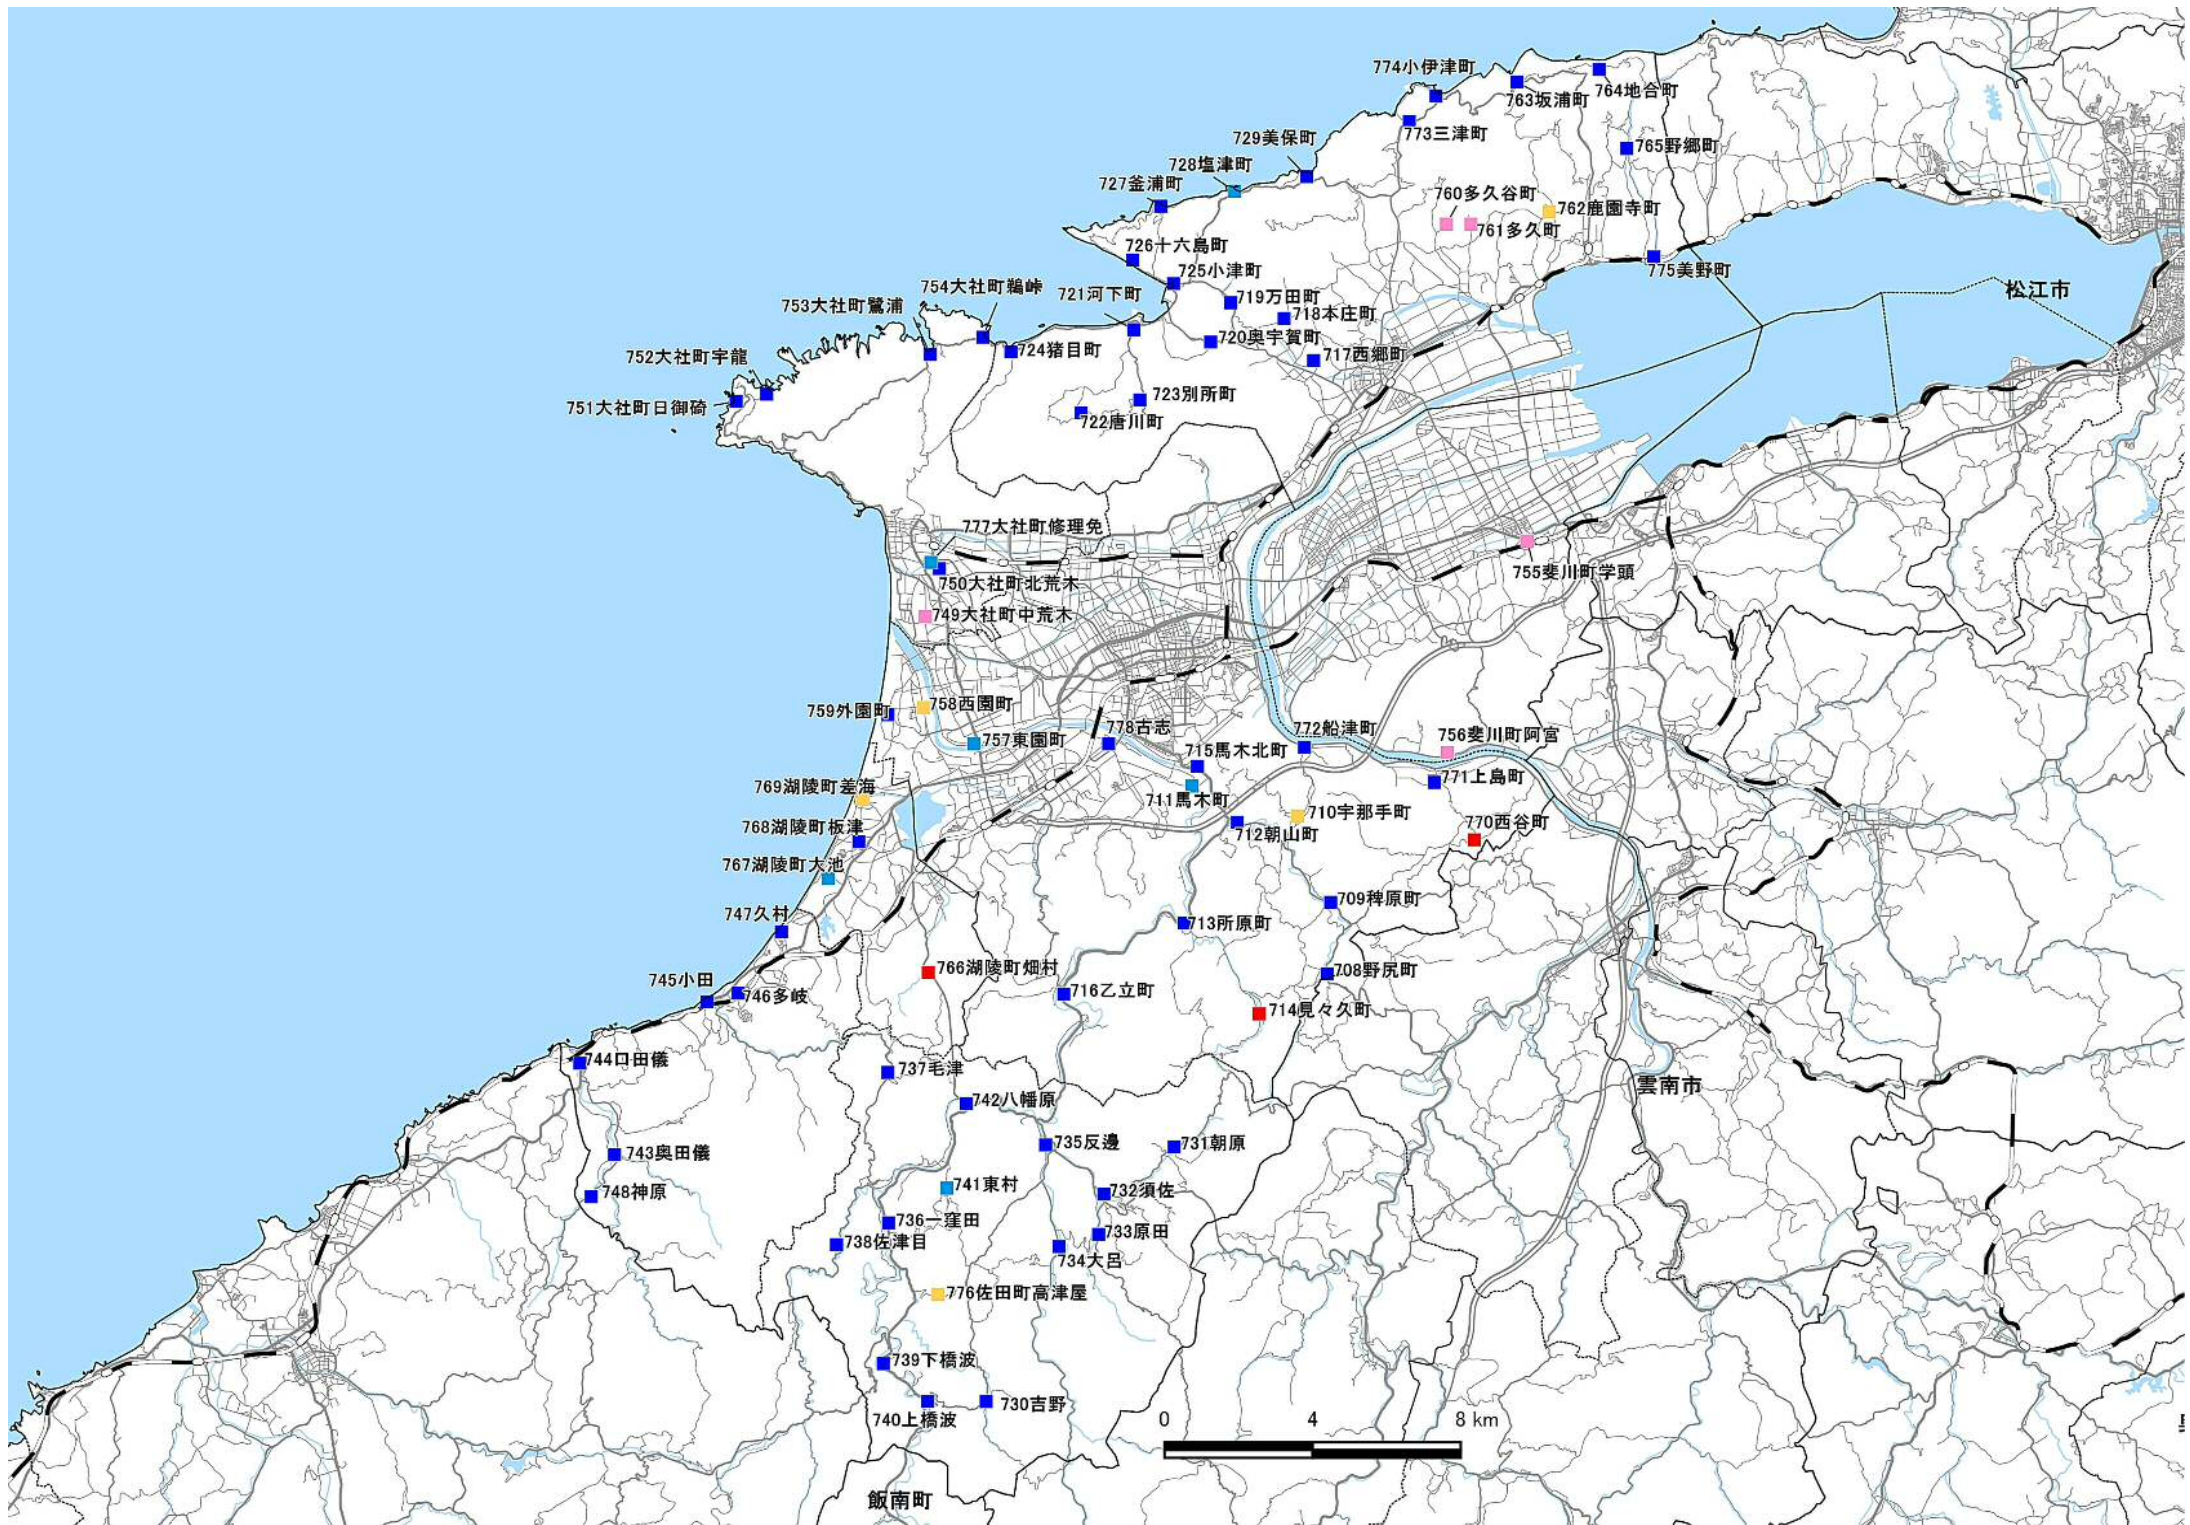 774小伊津町
763坂浦町
764地合町
773三津町
729美保町
765野郷町
728塩津町
727釜浦町
760多久谷町
762鹿園寺町
761多久町
726十六島町
725小津町
775美野町
754大社町鵜峠
721河下町
719万田町
松江市
753大社町鷺浦
718本庄町
720奥宇賀町
724猪目町
717西郷町
752大社町宇龍
723別所町
751大社町日御碕
722唐川町
777大社町修理免
750大社町北荒木
755斐川町学頭
749大社町中荒木
758西園町
759外園町
778古志
772船津町
757東園町
756斐川町阿宮
715馬木北町
771上島町
769湖陵町差海
711馬木町
710宇那手町
768湖陵町板津
712朝山町
770西谷町
767湖陵町大池
709稗原町
747久村
713所原町
766湖陵町畑村
708野尻町
745小田
746多岐
716乙立町
714見々久町
744口田儀
737毛津
雲南市
742八幡原
735反邊
731朝原
743奥田儀
741東村
748神原
732須佐
736一窪田
733原田
738佐津目
734大呂
776佐田町高津屋
739下橋波
730吉野
740上橋波
0 4 8 km
飯南町